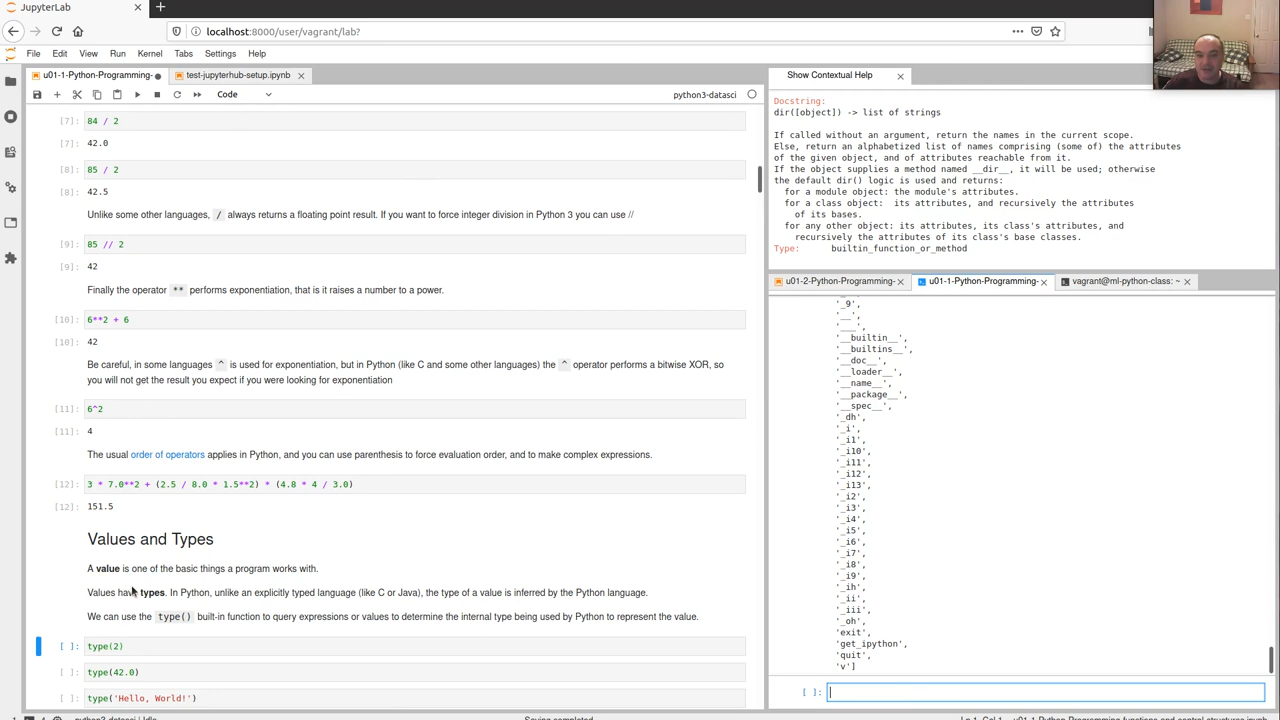 JupyterLab
localhost:8000/user/vagrant/lab?
File Edit View Run Kernel Tabs Settings Help
u01-1-Python-Programming-
test-jupyterhub-setup.ipynb
Code
python3-datasci
[7]: 84 / 2
[7]: 42.0
[8]: 85 / 2
[8]: 42.5
Unlike some other languages, / always returns a floating point result. If you want to force integer division in Python 3 you can use //
[9]: 85 // 2
[9]: 42
Finally the operator ** performs exponentiation, that is it raises a number to a power.
[10]: 6**2 + 6
[10]: 42
Be careful, in some languages ^ is used for exponentiation, but in Python (like C and some other languages) the ^ operator performs a bitwise XOR, so
you will not get the result you expect if you were looking for exponentiation
[11]: 6^2
[11]: 4
The usual order of operators applies in Python, and you can use parenthesis to force evaluation order, and to make complex expressions.
[12]: 3 * 7.0**2 + (2.5 / 8.0 * 1.5**2) * (4.8 * 4 / 3.0)
[12]: 151.5
Values and Types
A value is one of the basic things a program works with.
Values have types. In Python, unlike an explicitly typed language (like C or Java), the type of a value is inferred by the Python language.
We can use the type() built-in function to query expressions or values to determine the internal type being used by Python to represent the value.
[ ]: type(2)
[ ]: type(42.0)
[ ]: type('Hello, World!')
Show Contextual Help
Docstring:
dir([object]) -> list of strings
If called without an argument, return the names in the current scope.
Else, return an alphabetized list of names comprising (some of) the attributes
of the given object, and of attributes reachable from it.
If the object supplies a method named __dir__, it will be used; otherwise
the default dir() logic is used and returns:
for a module object: the module's attributes.
for a class object: its attributes, and recursively the attributes
of its bases.
for any other object: its attributes, its class's attributes, and
recursively the attributes of its class's base classes.
Type: builtin_function_or_method
u01-2-Python-Programming-
u01-1-Python-Programming-
vagrant@ml-python-class: ~
'_9',
'__',
'___',
'__builtin__',
'__builtins__',
'__doc__',
'__loader__',
'__name__',
'__package__',
'__spec__',
'_dh',
'_i',
'_i1',
'_i10',
'_i11',
'_i12',
'_i13',
'_i2',
'_i3',
'_i4',
'_i5',
'_i6',
'_i7',
'_i8',
'_i9',
'_ih',
'_ii',
'_iii',
'_oh',
'exit',
'get_ipython',
'quit',
'v']
[ ]: